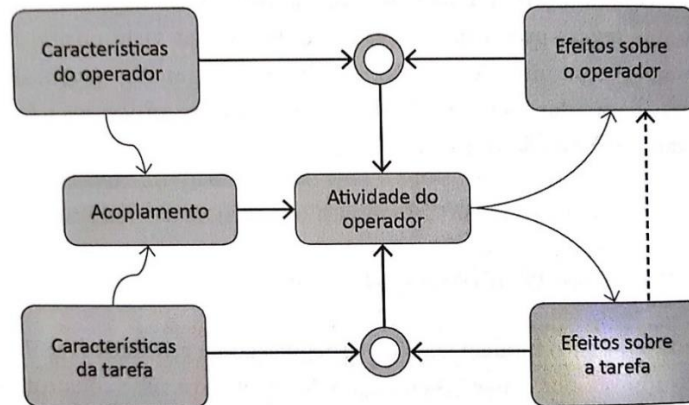 Características
do operador
Efeitos sobre
o operador
Acoplamento
Atividade do
operador
Características
da tarefa
Efeitos sobre
a tarefa